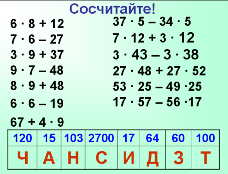 Сосчитайте!
6 · 8 + 12
7 · 6 – 27
3 · 9 + 37
9 · 7 – 48
8 · 9 + 48
6 · 6 – 19
67 + 4 · 9
37 · 5 – 34 · 5
7 · 12 + 3 · 12
3 · 43 – 3 · 38
27 · 48 + 27 · 52
53 · 25 – 49 ·25
17 · 57 – 56 ·17
120 15 103 2700 17 64 60 100
Ч А Н С И Д З Т